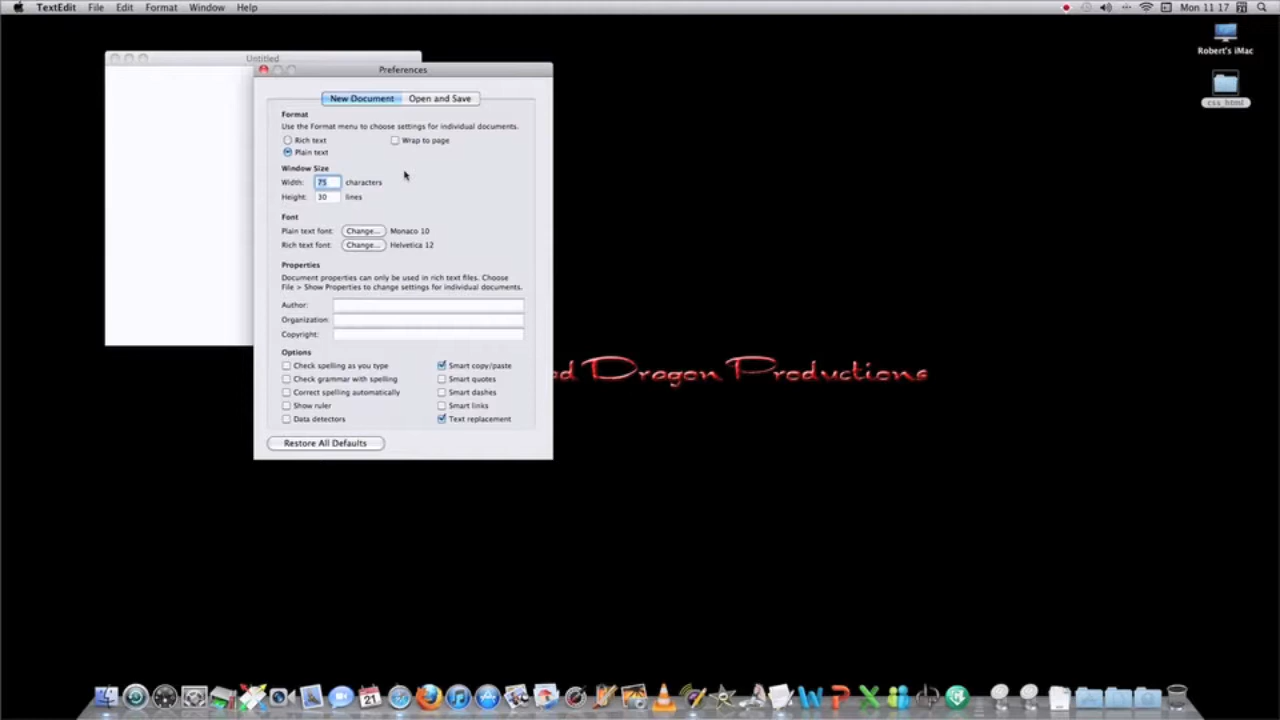 TextEdit File Edit Format Window Help Mon 11 17
Robert's iMac
css_html
Untitled
Preferences
New Document Open and Save
Format
Use the Format menu to choose settings for individual documents.
Rich text Wrap to page
Plain text
Window Size
Width: 75 characters
Height: 30 lines
Font
Plain text font: Change... Monaco 10
Rich text font: Change... Helvetica 12
Properties
Document properties can only be used in rich text files. Choose
File > Show Properties to change settings for individual documents.
Author:
Organization:
Copyright:
Options
Check spelling as you type Smart copy/paste
Check grammar with spelling Smart quotes
Correct spelling automatically Smart dashes
Show ruler Smart links
Data detectors Text replacement
Restore All Defaults
Dragon Productions
21